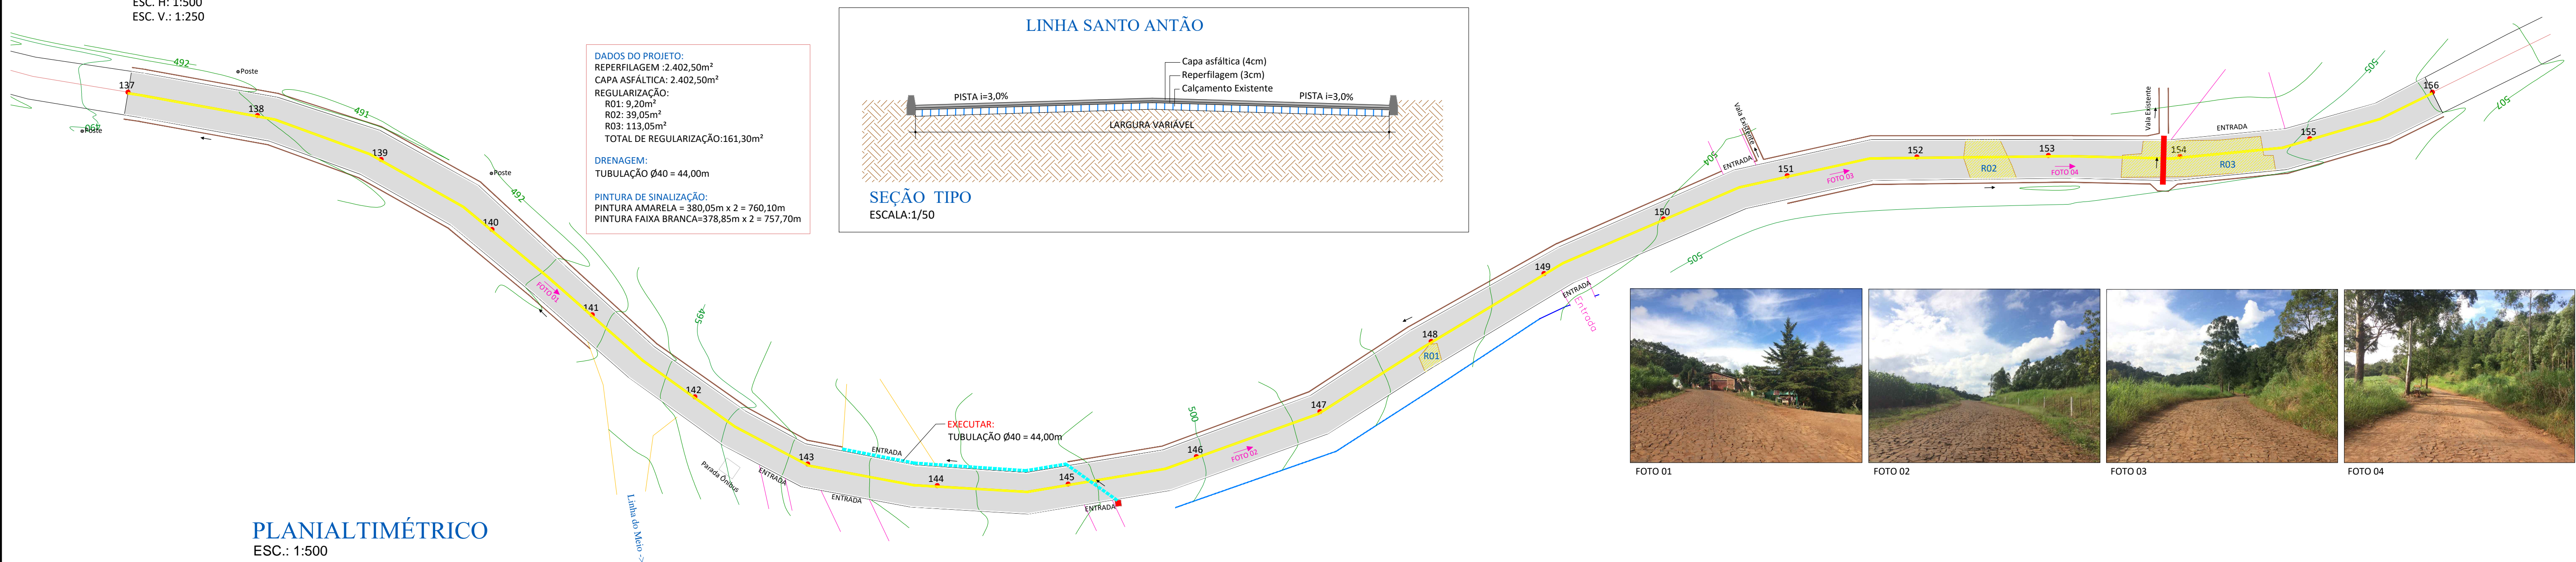 ESC. H: 1:500
ESC. V.: 1:250
DADOS DO PROJETO:
REPERFILAGEM :2.402,50m²
CAPA ASFÁLTICA: 2.402,50m²
REGULARIZAÇÃO:
R01: 9,20m²
R02: 39,05m²
R03: 113,05m²
TOTAL DE REGULARIZAÇÃO:161,30m²
DRENAGEM:
TUBULAÇÃO Ø40 = 44,00m
PINTURA DE SINALIZAÇÃO:
PINTURA AMARELA = 380,05m x 2 = 760,10m
PINTURA FAIXA BRANCA=378,85m x 2 = 757,70m
LINHA SANTO ANTÃO
Capa asfáltica (4cm)
Reperfilagem (3cm)
Calçamento Existente
PISTA i=3,0%
PISTA i=3,0%
LARGURA VARIÁVEL
SEÇÃO TIPO
ESCALA:1/50
492
Poste
137
138
491
490
Poste
139
Poste
492
140
FOTO 01
141
495
142
Parada Ônibus
ENTRADA
143
ENTRADA
ENTRADA
144
EXECUTAR:
TUBULAÇÃO Ø40 = 44,00m
145
ENTRADA
500
146
FOTO 02
147
148
R01
149
ENTRADA
Entrada
150
504
505
Vala Existente
ENTRADA
151
FOTO 03
152
R02
153
FOTO 04
Vala Existente
154
R03
ENTRADA
155
505
156
507
Linha do Meio ->
PLANIALTIMÉTRICO
ESC.: 1:500
FOTO 01
FOTO 02
FOTO 03
FOTO 04